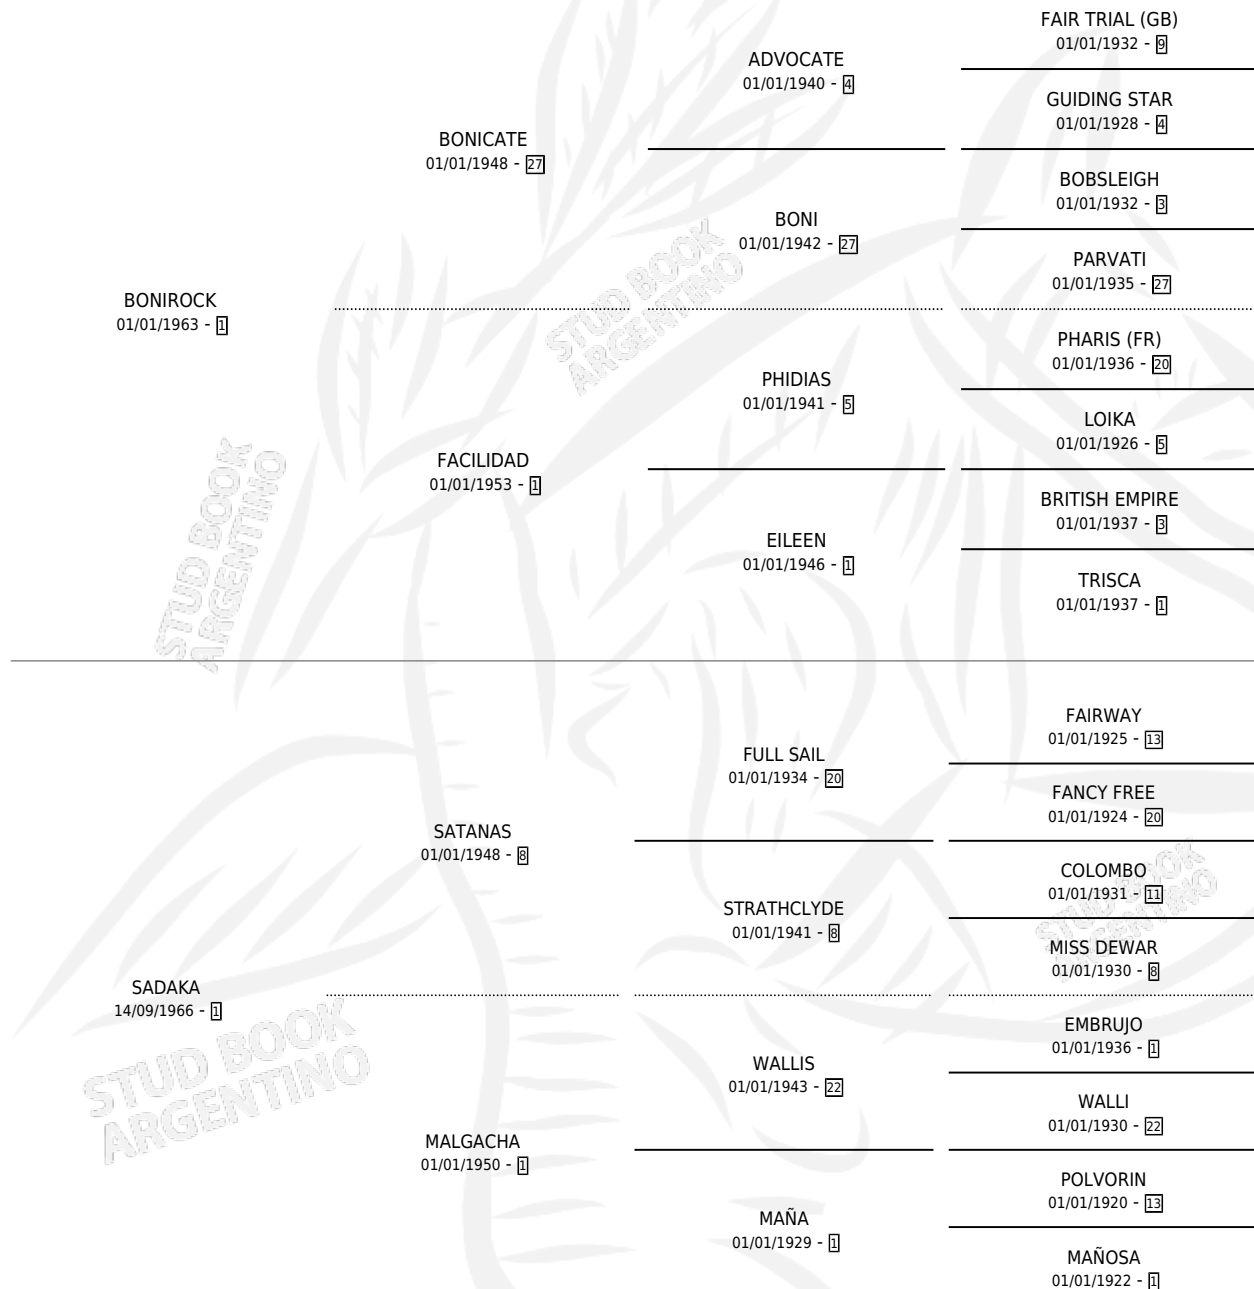 FAIR TRIAL (GB)
01/01/1932 - 9
ADVOCATE
01/01/1940 - 4
GUIDING STAR
01/01/1928 - 4
BONICATE
01/01/1948 - 27
BOBSLEIGH
01/01/1932 - 3
BONI
01/01/1942 - 27
PARVATI
01/01/1935 - 27
BONIROCK
01/01/1963 - 1
PHARIS (FR)
01/01/1936 - 20
PHIDIAS
01/01/1941 - 5
LOIKA
01/01/1926 - 5
FACILIDAD
01/01/1953 - 1
BRITISH EMPIRE
01/01/1937 - 3
EILEEN
01/01/1946 - 1
TRISCA
01/01/1937 - 1
FAIRWAY
01/01/1925 - 13
FULL SAIL
01/01/1934 - 20
FANCY FREE
01/01/1924 - 20
SATANAS
01/01/1948 - 8
COLOMBO
01/01/1931 - 11
STRATHCLYDE
01/01/1941 - 8
MISS DEWAR
01/01/1930 - 8
SADAKA
14/09/1966 - 1
EMBRUJO
01/01/1936 - 1
WALLIS
01/01/1943 - 22
WALLI
01/01/1930 - 22
MALGACHA
01/01/1950 - 1
POLVORIN
01/01/1920 - 13
MAÑA
01/01/1929 - 1
MAÑOSA
01/01/1922 - 1
STUD BOOK
ARGENTINO
STUD BOOK
ARGENTINO
STUD BOOK
ARGENTINO
STUD BOOK
ARGENTINO